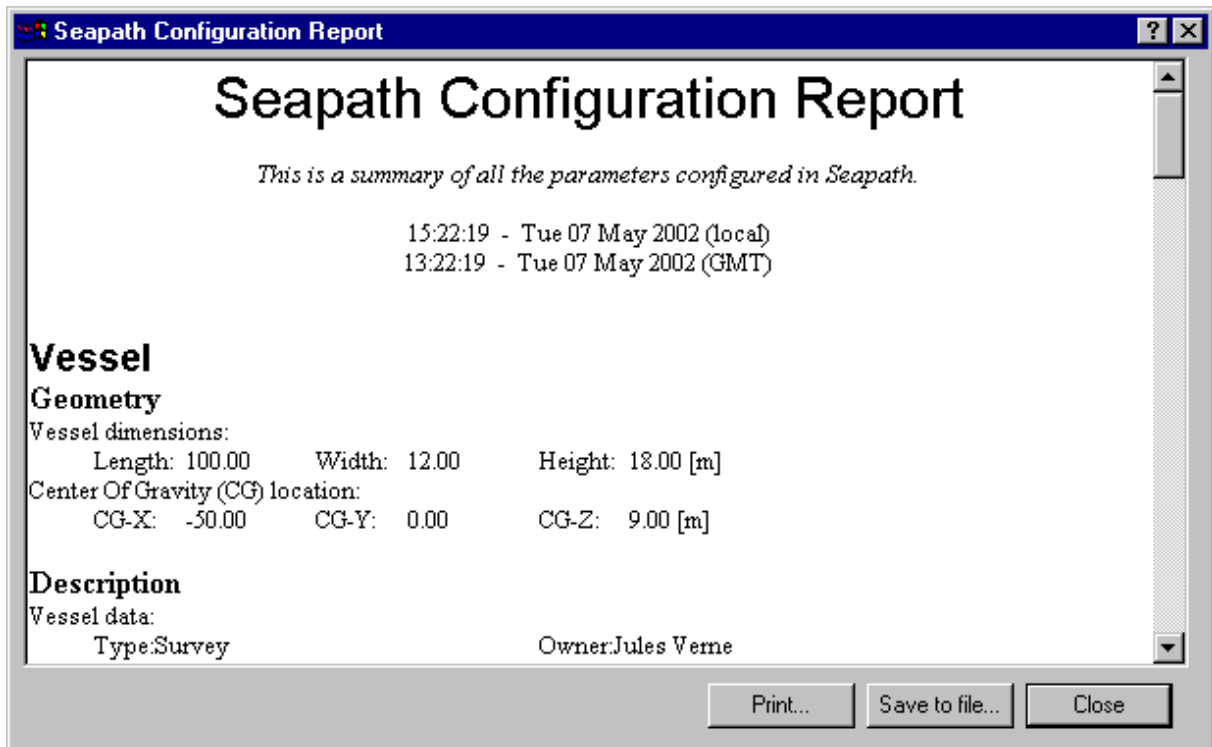 Seapath Configuration Report
Seapath Configuration Report
This is a summary of all the parameters configured in Seapath.
15:22:19 - Tue 07 May 2002 (local)
13:22:19 - Tue 07 May 2002 (GMT)
Vessel
Geometry
Vessel dimensions:
Length: 100.00 Width: 12.00 Height: 18.00 [m]
Center Of Gravity (CG) location:
CG-X: -50.00 CG-Y: 0.00 CG-Z: 9.00 [m]
Description
Vessel data:
Type:Survey Owner:Jules Verne
Print... Save to file... Close